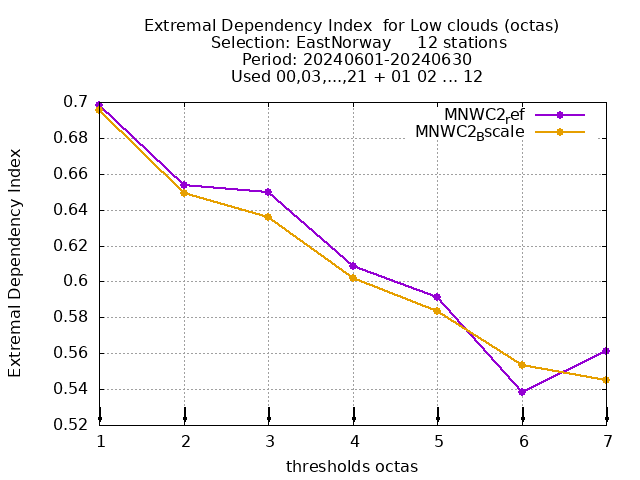 Extremal Dependency Index  for Low clouds (octas)
Selection: EastNorway     12 stations
Period: 20240601-20240630
Used 00,03,...,21 + 01 02 ... 12
MNWC2ref
MNWC2Bscale
0.7
0.68
0.66
0.64
0.62
0.6
0.58
0.56
0.54
0.52
Extremal Dependency Index
1 2 3 4 5 6 7
thresholds octas